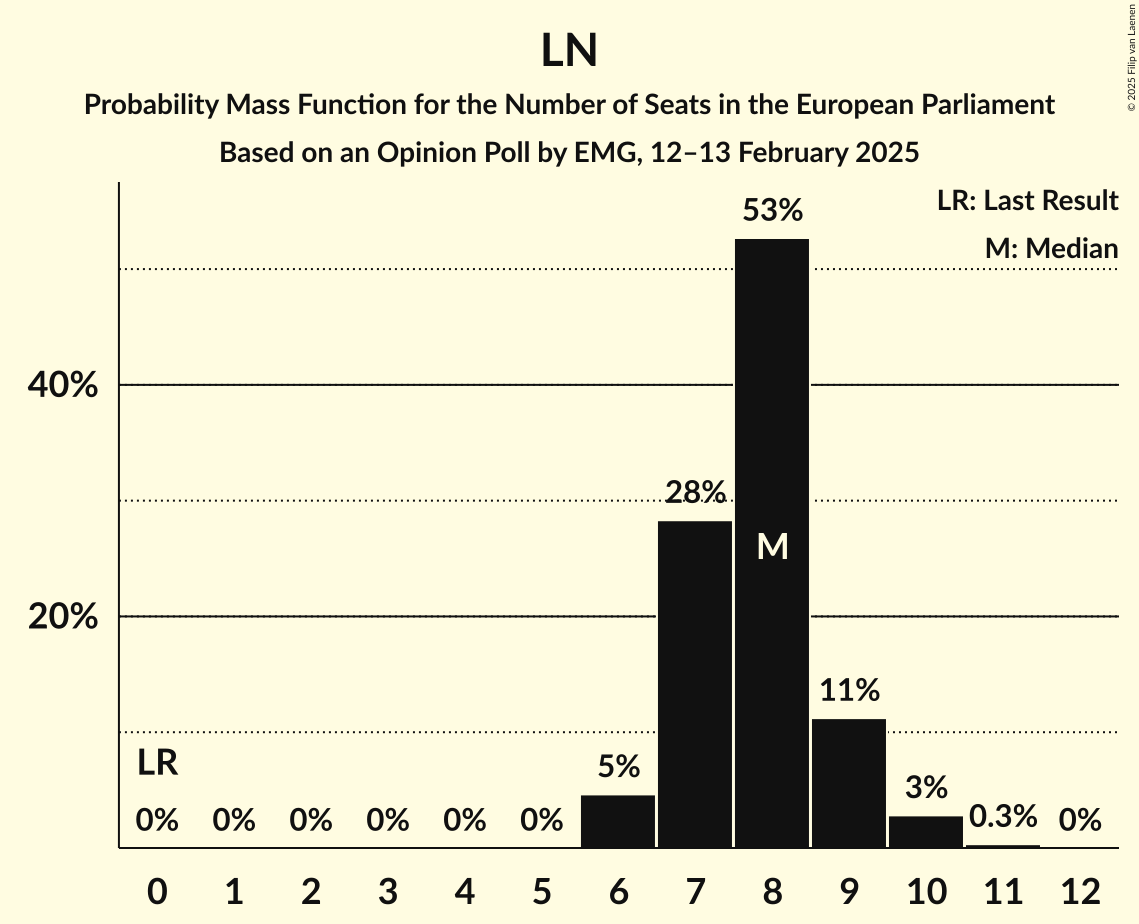 LN
Probability Mass Function for the Number of Seats in the European Parliament
Based on an Opinion Poll by EMG, 12–13 February 2025
© 2025 Filip van Laenen
LR: Last Result
M: Median
53%
40%
28%
M
20%
11%
LR
5%
3%
0% 0% 0% 0% 0% 0% 0.3% 0%
0 1 2 3 4 5 6 7 8 9 10 11 12